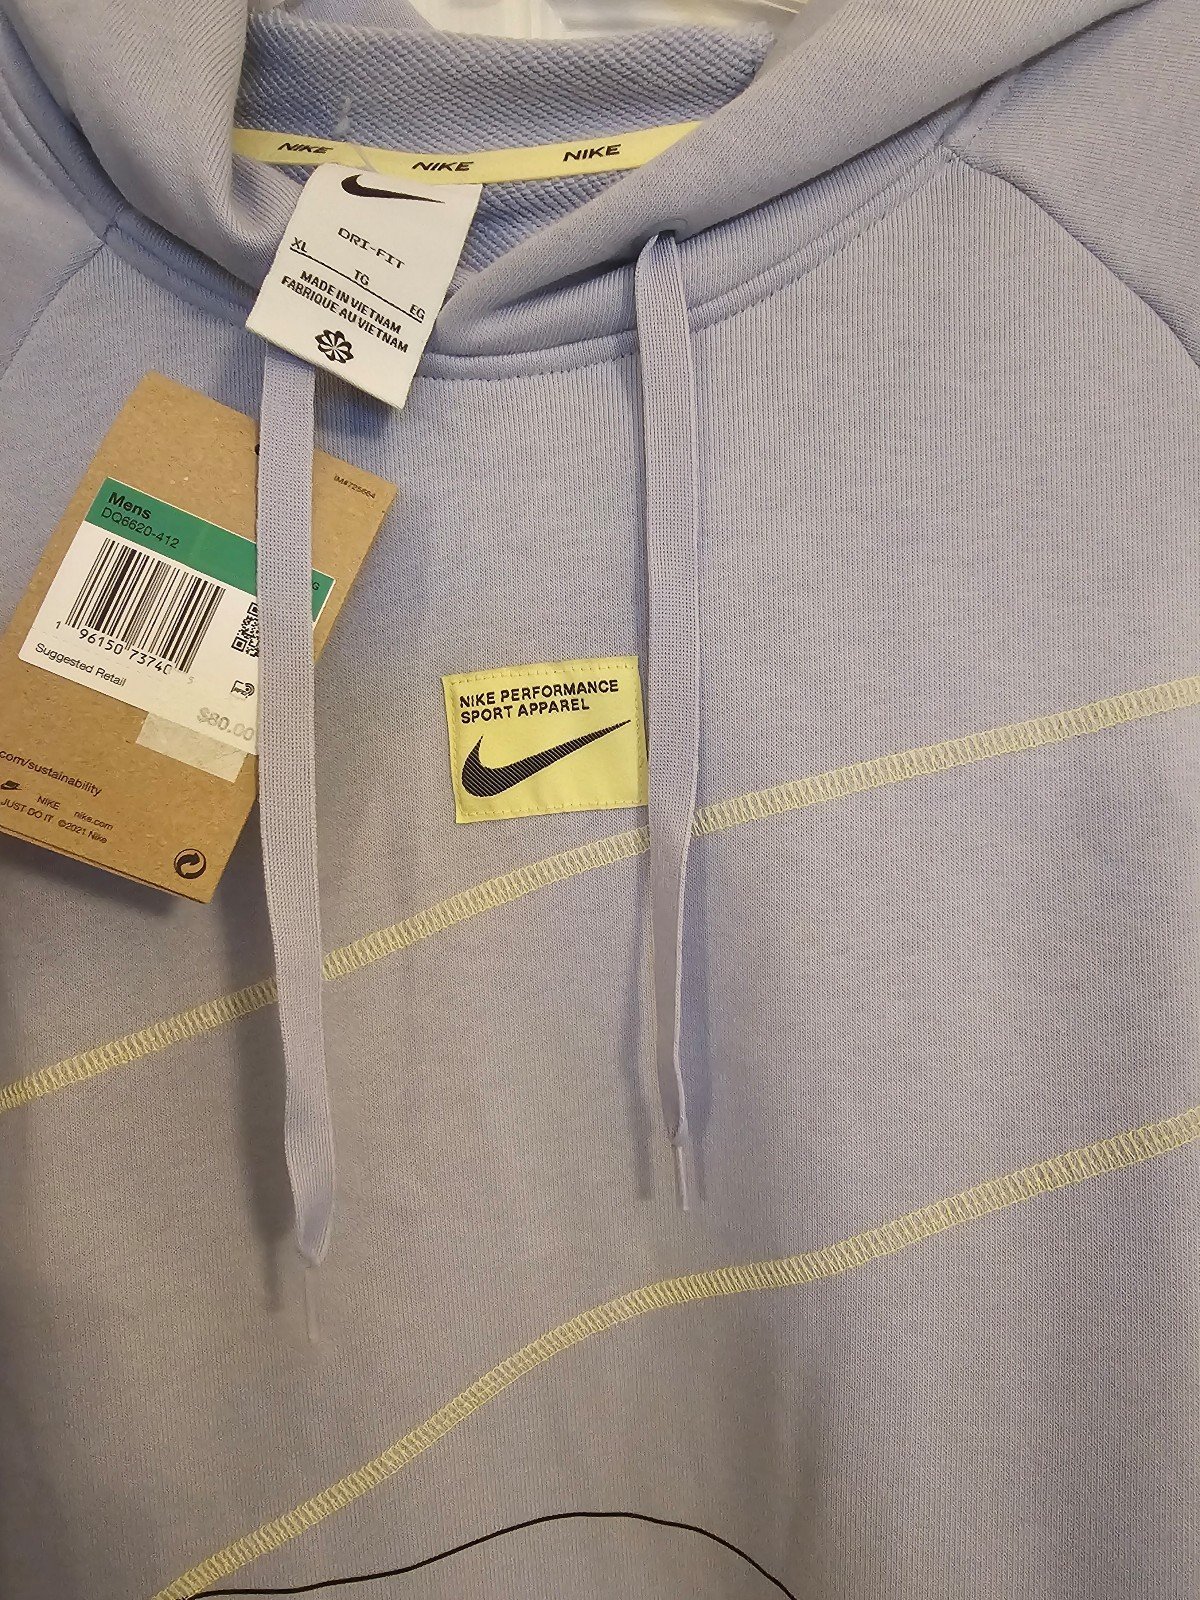 NIKE NIKE NIKE
DRI-FIT
XL TG EG
MADE IN VIETNAM
FABRIQUE AU VIETNAM
IM#725664
Mens
DQ6620-412
1 96150 73740 5
Suggested Retail
$80.00
com/sustainability
NIKE nike.com
JUST DO IT ©2021 Nike
NIKE PERFORMANCE
SPORT APPAREL